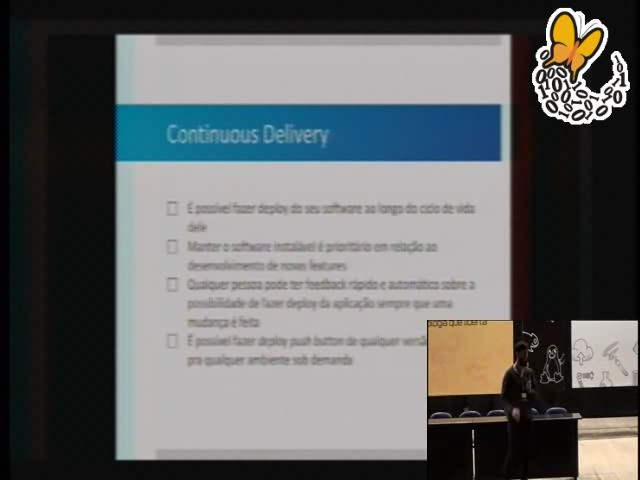 Continuous Delivery
É possível fazer deploy do seu software ao longo do ciclo de vida
dele
Manter o software instalável é prioritário em relação ao
desenvolvimento de novas features
Qualquer pessoa pode ter feedback rápido e automático sobre a
possibilidade de fazer deploy da aplicação sempre que uma
mudança é feita
É possível fazer deploy push button de qualquer
pra qualquer ambiente sob demanda
que liberta